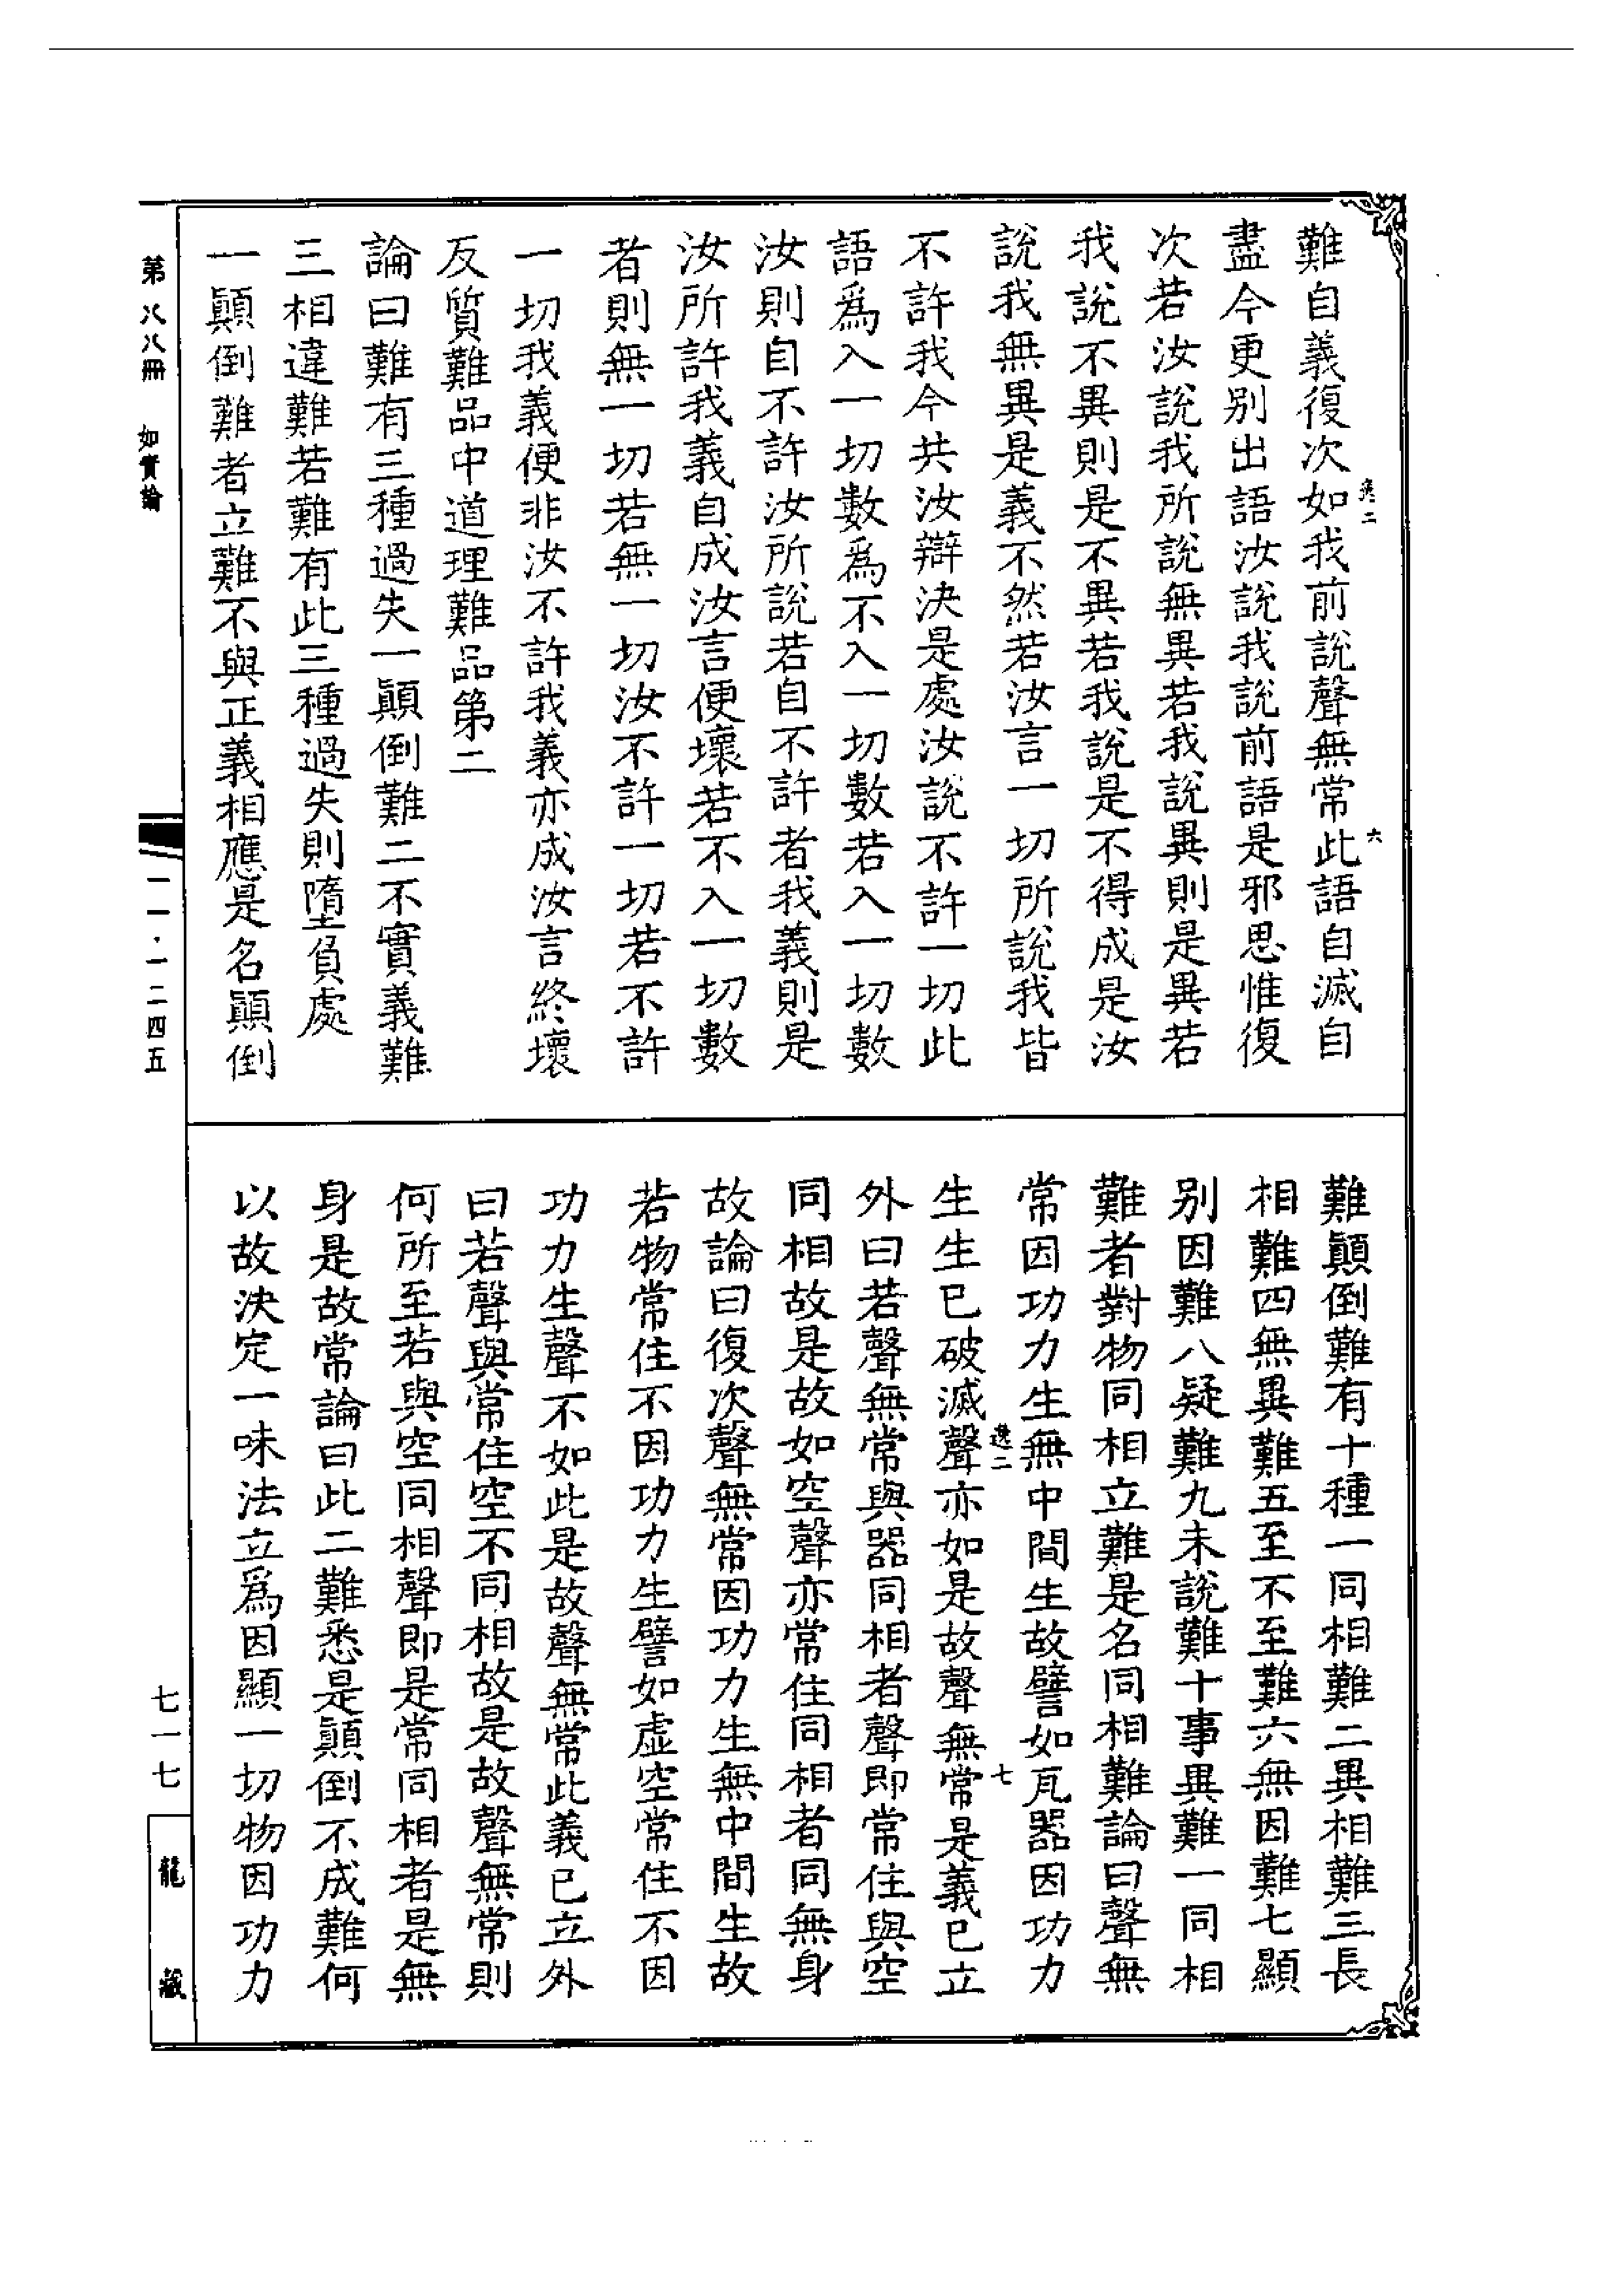 難自義復次如我前說聲無常此語自滅自
盡今更別出語汝說我說前語是邪思惟復
次若汝說我所說無異若我說異則是異若
我說不異則是不異若我說是不得成是汝
說我無異是義不然若汝言一切所說我皆
不許我今共汝辯決是處汝說不許一切此
語爲入一切數爲不入一切數若入一切數
汝則自不許汝所說若自不許者我義則是
汝所許我義自成汝言便壞若不入一切數
者則無一切若無一切汝不許一切若不許
一切我義便非汝不許我義亦成汝言終壞
反質難品中道理難品第二
論曰難有三種過失一顛倒難二不實義難
三相違難若難有此三種過失則墮負處
一顛倒難者立難不與正義相應是名顛倒
難顛倒難有十種一同相難二異相難三長
相難四無異難五至不至難六無因難七顯
別因難八疑難九未說難十事異難一同相
難者對物同相立難是名同相難論曰聲無
常因功力生無中間生故譬如瓦器因功力
生生已破滅聲亦如是故聲無常是義已立
外曰若聲無常與器同相者聲即常住與空
同相故是故如空聲亦常住同相者同無身
故論曰復次聲無常因功力生無中間生故
若物常住不因功力生譬如虛空常住不因
功力生聲不如此是故聲無常此義已立外
曰若聲與常住空不同相故是故聲無常則
何所至若與空同相聲即是常同相者是無
身是故常論曰此二難悉是顛倒不成難何
以故決定一味法立爲因顯一切物因功力
逸二
六
逸二
七
第八八冊
如實論
一一·一二四五
七一七
龍藏